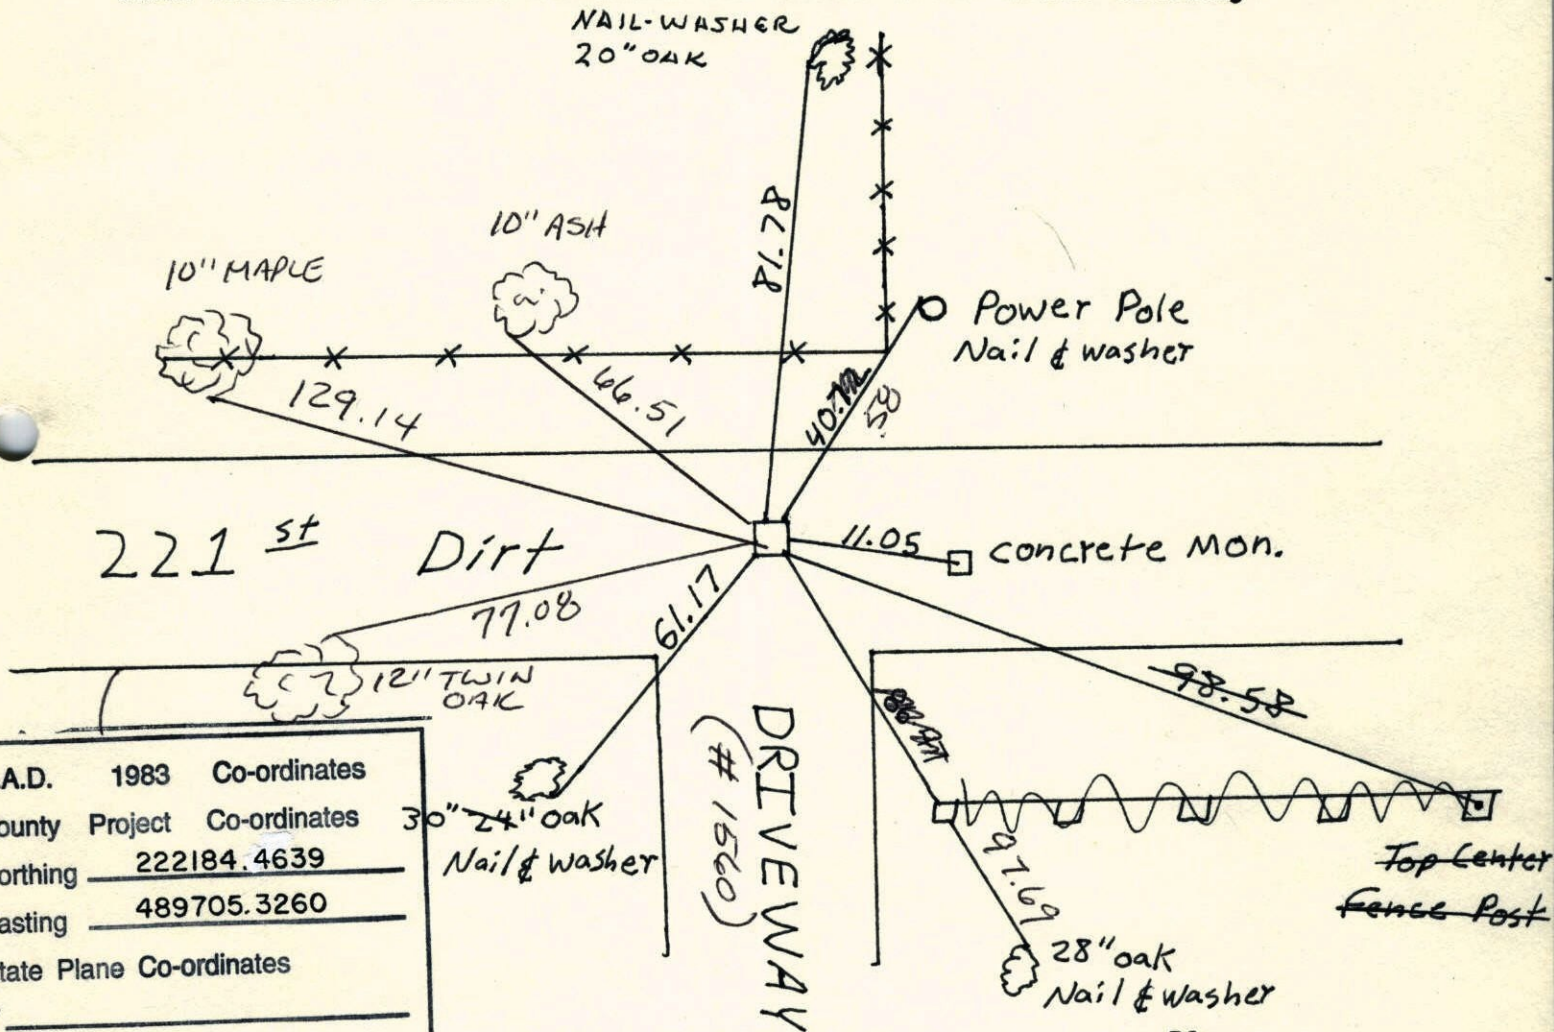 NAIL-WASHER
20" OAK
87.78
10" ASH
10" MAPLE
Power Pole
Nail & washer
129.14
66.51
40.
.58
221 st Dirt
11.05
concrete Mon.
77.08
61.17
12" TWIN
OAK
98.58
DRIVEWAY
(#1560)
.A.D. 1983 Co-ordinates
ounty Project Co-ordinates
orthing 222184.4639
asting 489705.3260
tate Plane Co-ordinates
30" 24" oak
Nail & washer
Top Center
Fence Post
97.69
28" oak
Nail & washer